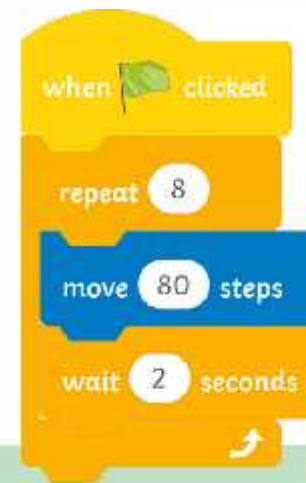 when clicked
repeat 8
move 80 steps
wait 2 seconds